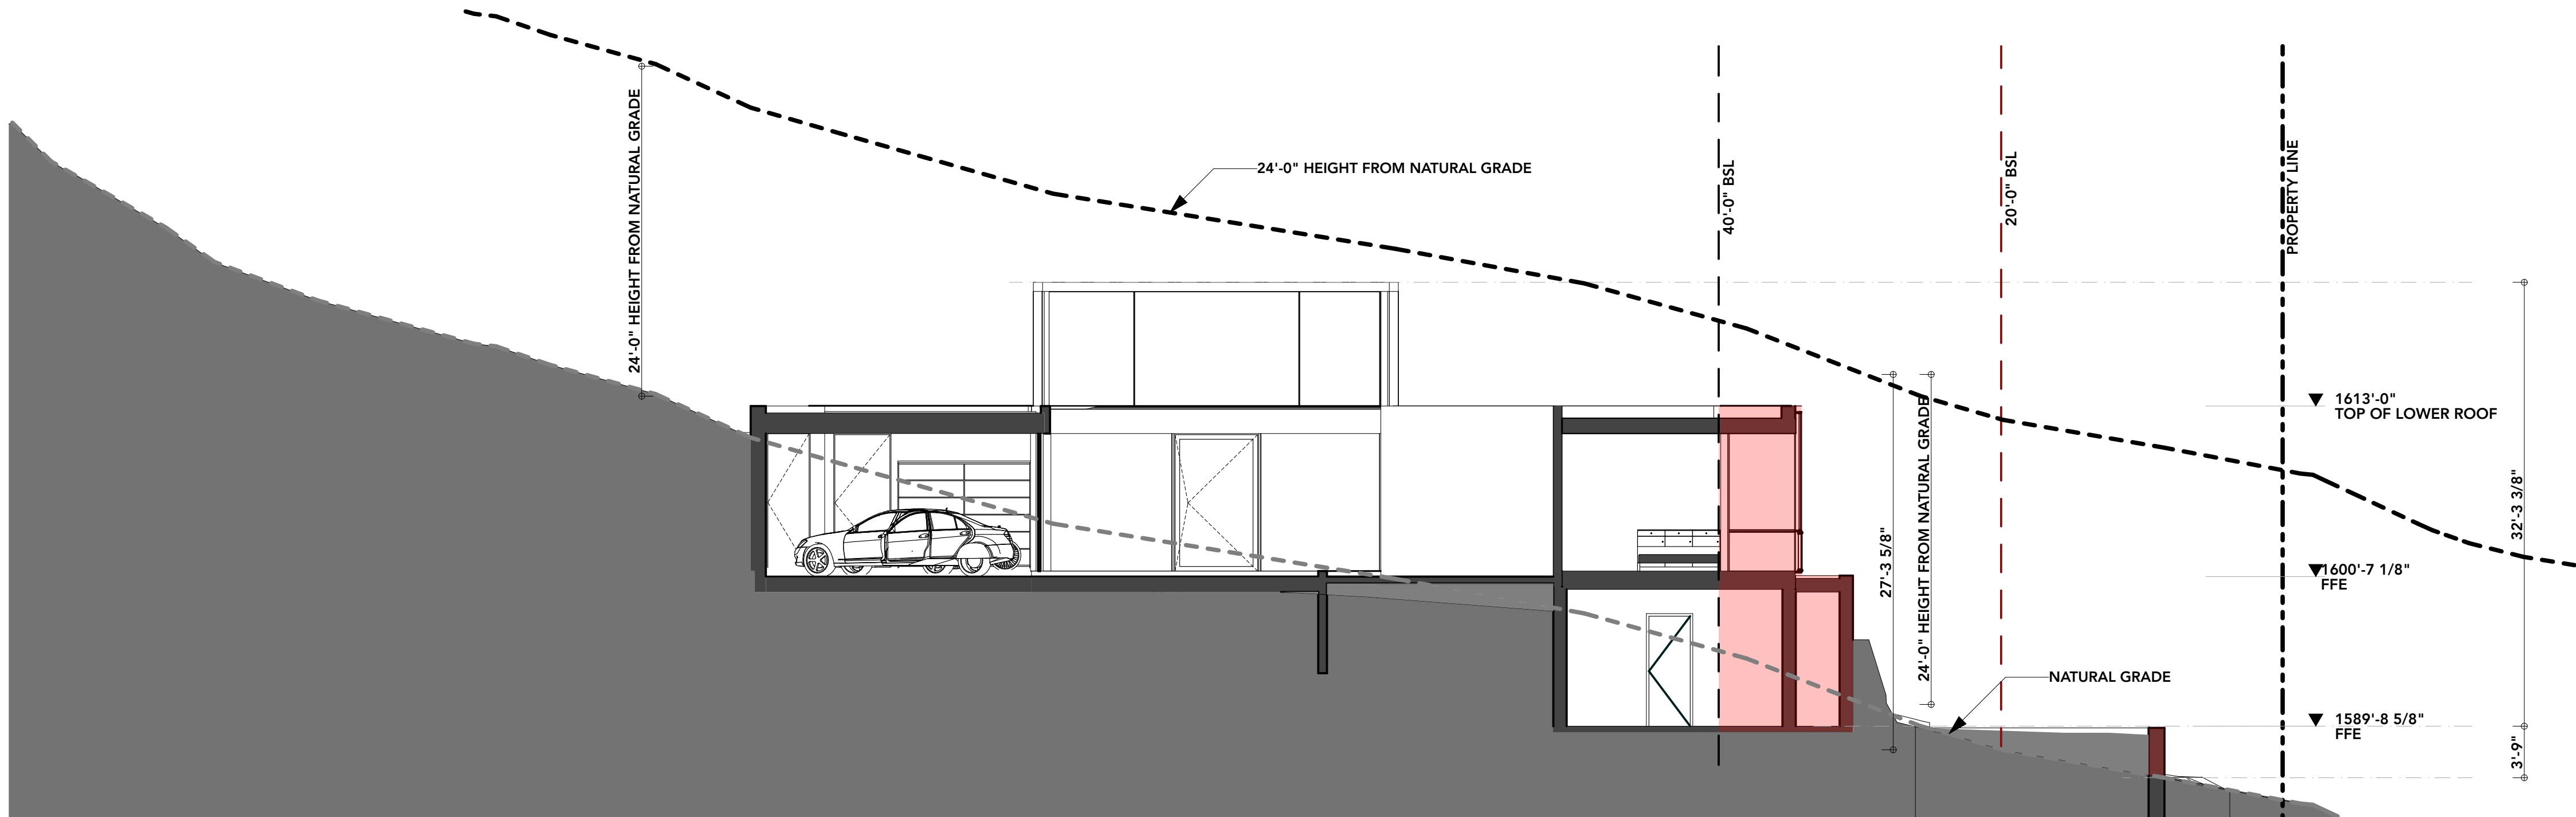 24'-0" HEIGHT FROM NATURAL GRADE
24'-0" HEIGHT FROM NATURAL GRADE
40'-0" BSL
20'-0" BSL
PROPERTY LINE
1613'-0"
TOP OF LOWER ROOF
32'-3 3/8"
27'-3 5/8"
24'-0" HEIGHT FROM NATURAL GRADE
1600'-7 1/8"
FFE
NATURAL GRADE
1589'-8 5/8"
FFE
3'-9"